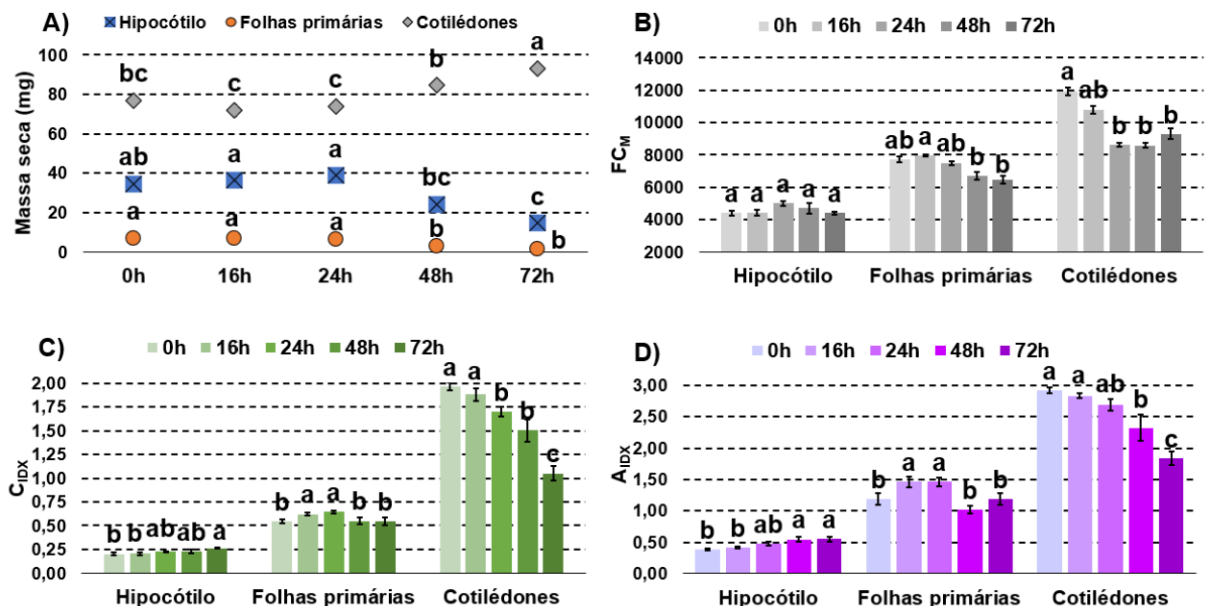 A)
Hipocótilo Folhas primárias Cotilédones
Massa seca (mg)
100
80
60
40
20
0
bc c c b a
ab a a bc c
a a a b b
0h 16h 24h 48h 72h
B)
0h 16h 24h 48h 72h
FCM
14000
12000
10000
8000
6000
4000
2000
a a a a a
ab a ab b b
a ab b b b
Hipocótilo Folhas primárias Cotilédones
C)
0h 16h 24h 48h 72h
CIDX
2,00
1,75
1,50
1,25
1,00
0,75
0,50
0,25
0,00
b b ab ab a
b a a b b
a a b b c
Hipocótilo Folhas primárias Cotilédones
D)
0h 16h 24h 48h 72h
AIDX
3,00
2,50
2,00
1,50
1,00
0,50
0,00
b b ab a a
b a a b b
a a ab b c
Hipocótilo Folhas primárias Cotilédones